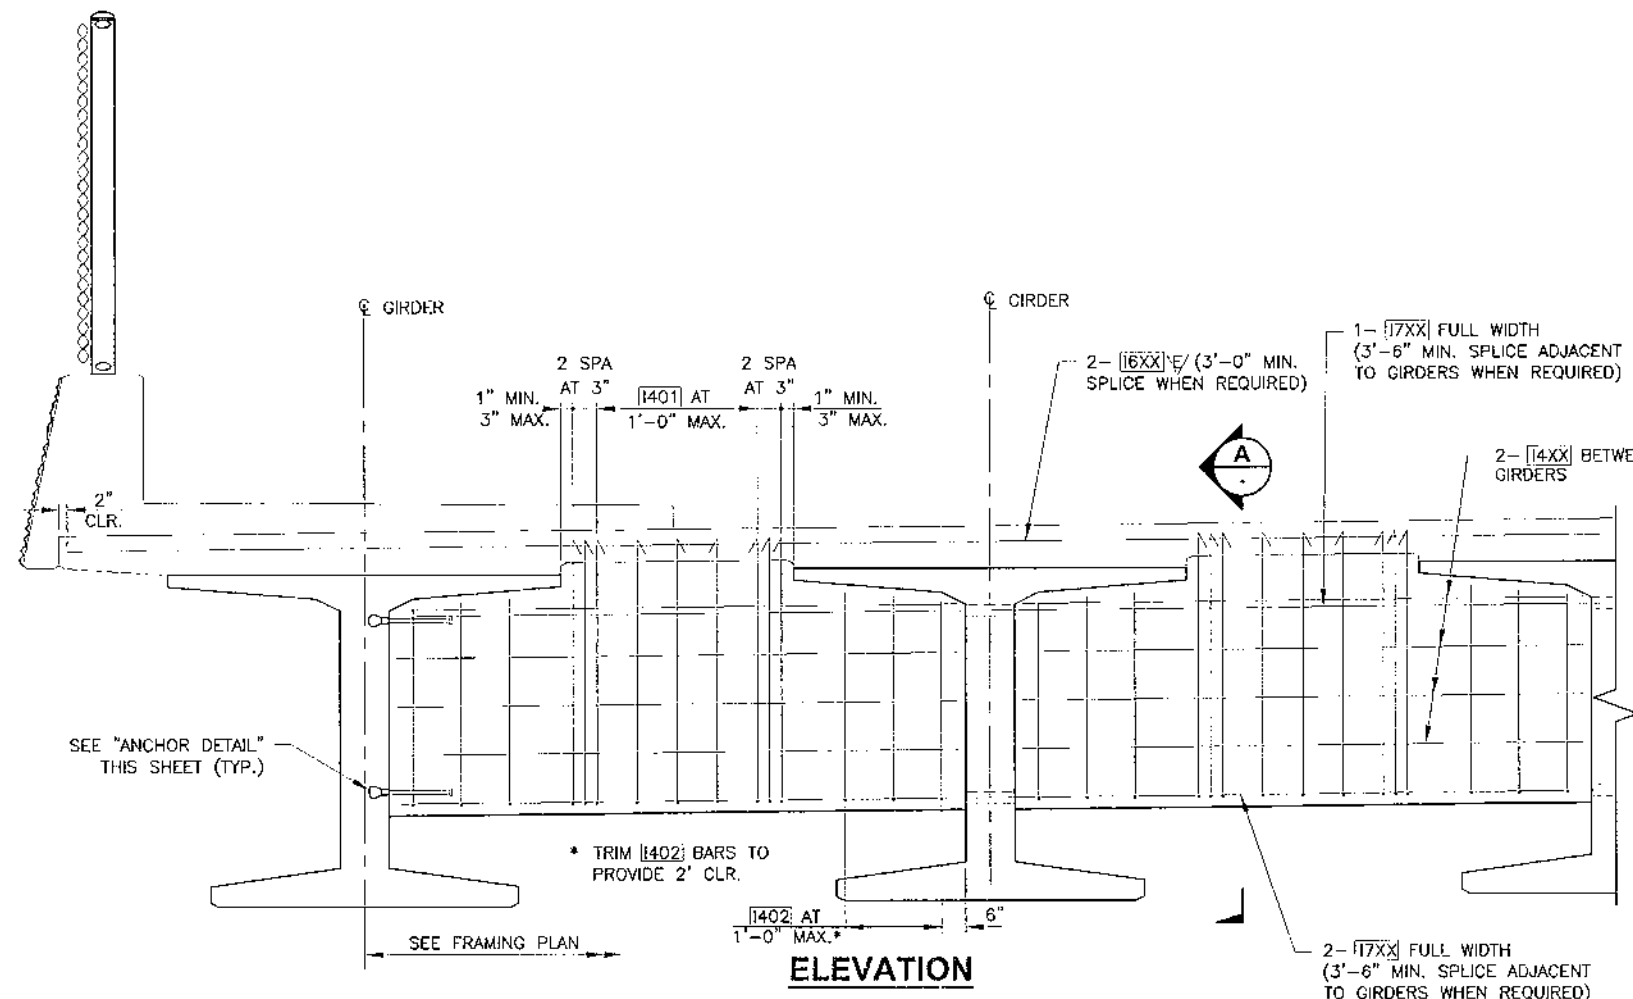 ℄ GIRDER
℄ GIRDER
2 SPA
AT 3"
2 SPA
AT 3"
1" MIN.
3" MAX.
1401 AT
1'-0" MAX.
1" MIN.
3" MAX.
2- 16XX (3'-0" MIN.
SPLICE WHEN REQUIRED)
1- 17XX FULL WIDTH
(3'-6" MIN. SPLICE ADJACENT
TO GIRDERS WHEN REQUIRED)
A
-
2- 14XX BETWE
GIRDERS
2"
CLR.
SEE "ANCHOR DETAIL"
THIS SHEET (TYP.)
* TRIM 1402 BARS TO
PROVIDE 2' CLR.
1402 AT
1'-0" MAX.*
6"
SEE FRAMING PLAN
ELEVATION
2- 17XX FULL WIDTH
(3'-6" MIN. SPLICE ADJACENT
TO GIRDERS WHEN REQUIRED)